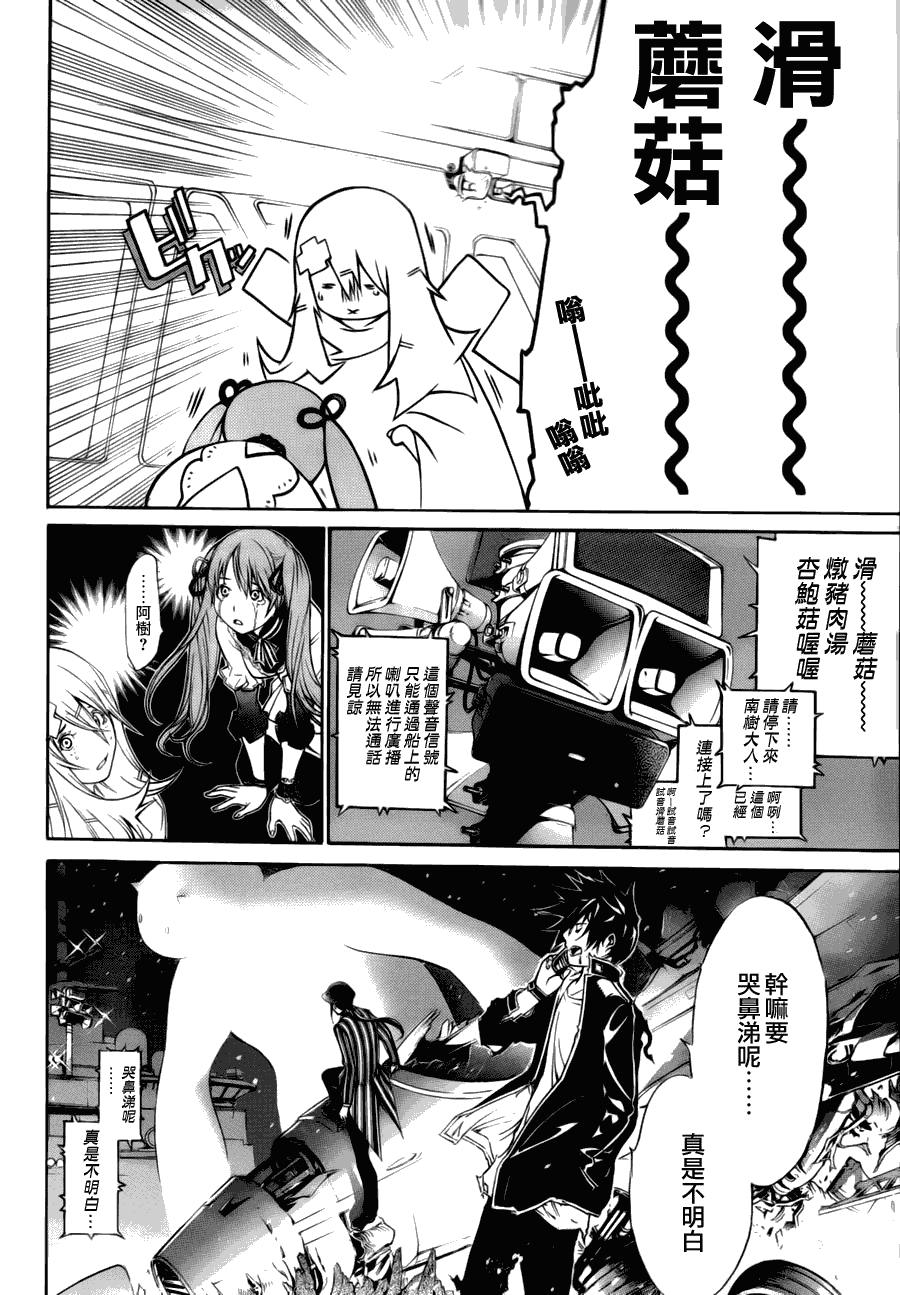 滑～
蘑菇～
嗡——吡吡
嗡嗡
ビカッ
滑～～蘑菇～
燉豬肉湯
杏鮑菇喔喔
請……
請停下來
南樹大人…
啊咧…
這個
已經
連接上了嗎？
啊—試音試音
試音滑蘑菇
這個聲音信號
只能通過船上的
喇叭進行廣播
所以無法通話
請見諒
……阿樹？
幹嘛要
哭鼻涕呢……
真是不明白
哭鼻涕呢
……
真是不明白…